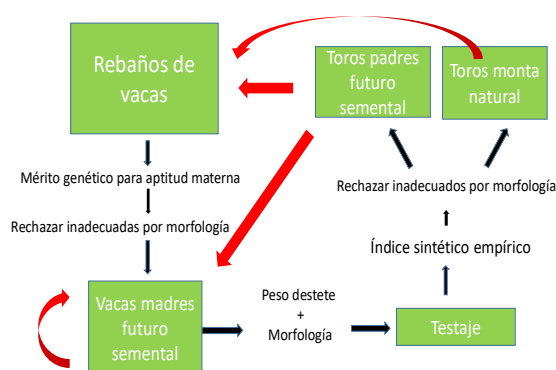 Rebaños de
vacas
Toros padres
futuro
semental
Toros monta
natural
Mérito genético para aptitud materna
Rechazar inadecuadas por morfología
Rechazar inadecuados por morfología
Índice sintético empírico
Vacas madres
futuro
semental
Peso destete
+
Morfología
Testaje